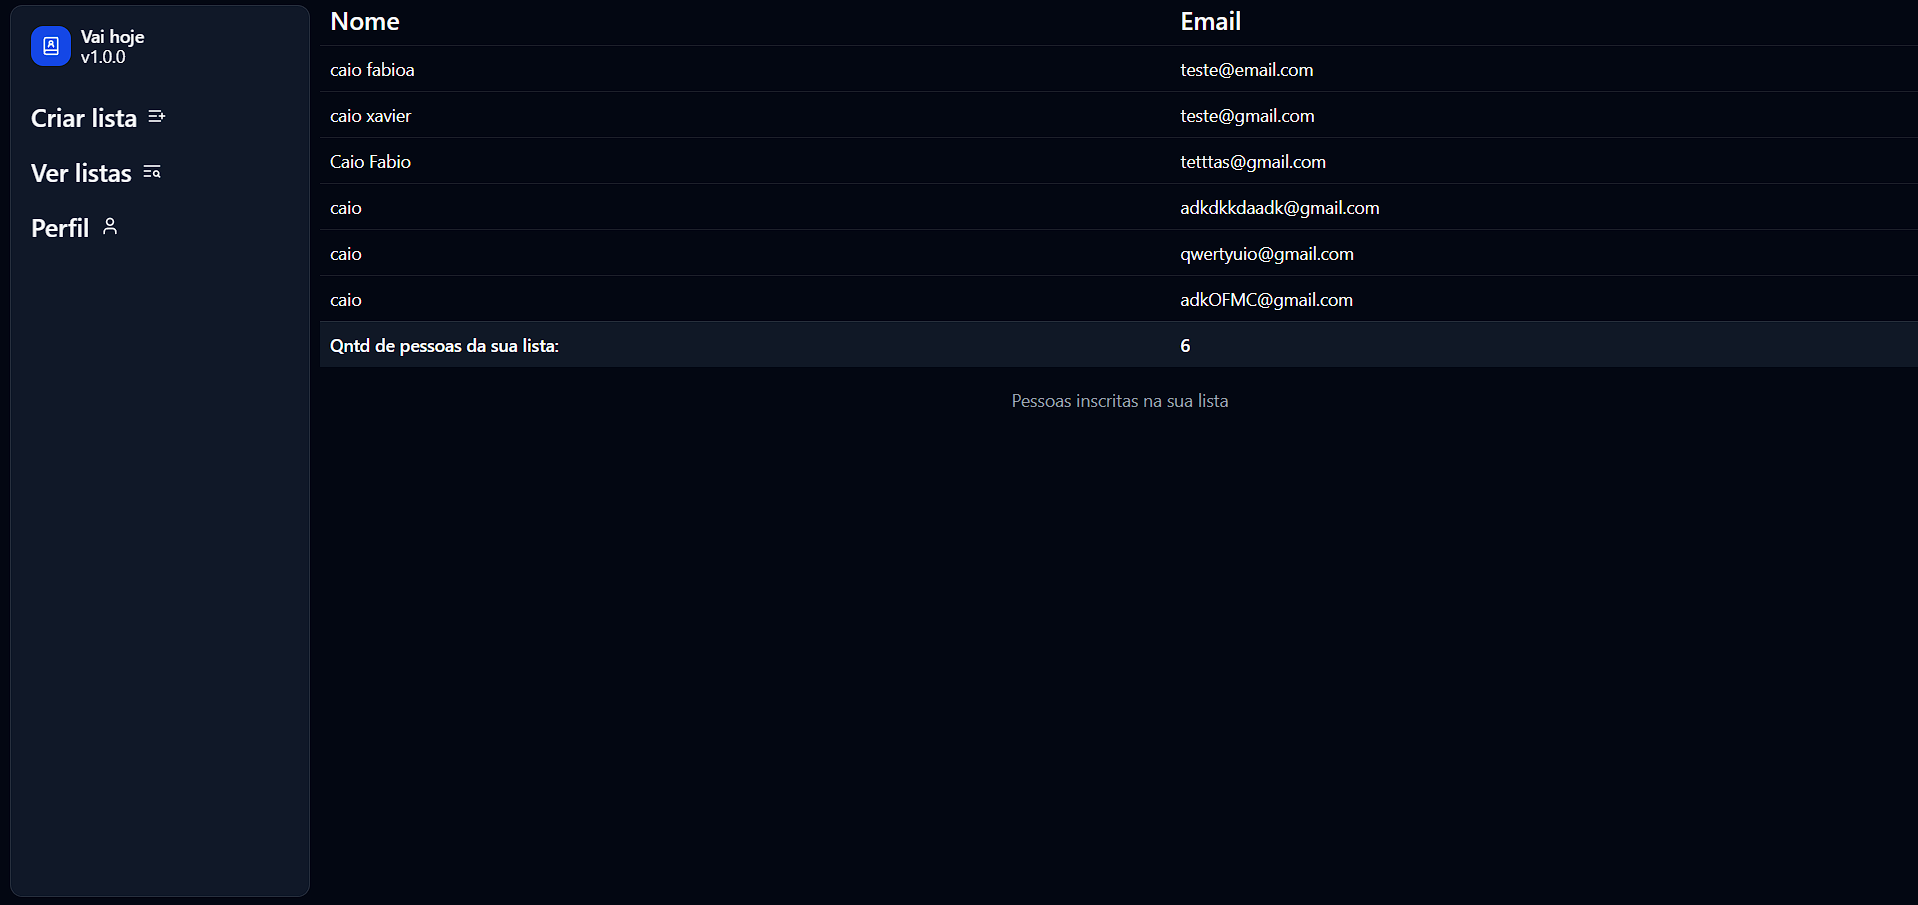 Vai hoje
v1.0.0
Criar lista
Ver listas
Perfil
Nome Email
caio fabioa teste@email.com
caio xavier teste@gmail.com
Caio Fabio tetttas@gmail.com
caio adkdkkdaadk@gmail.com
caio qwertyuio@gmail.com
caio adkOFMC@gmail.com
Qntd de pessoas da sua lista: 6
Pessoas inscritas na sua lista